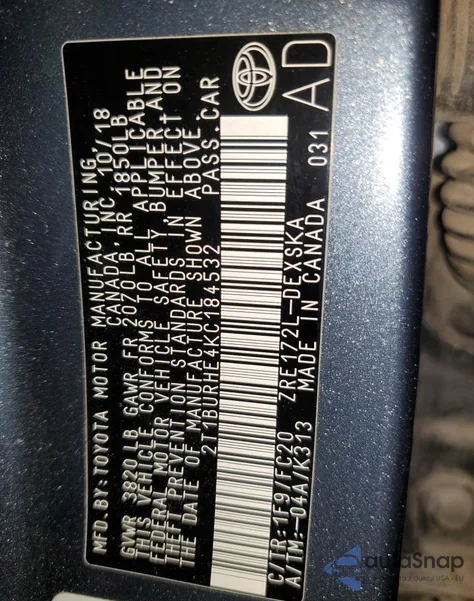 MFD.BY:TOYOTA MOTOR MANUFACTURING
CANADA, INC. 10/18
GVWR 3820LB GAWR FR 2070LB, RR 1850LB
THIS VEHICLE CONFORMS TO ALL APPLICABLE
FEDERAL MOTOR VEHICLE SAFETY, BUMPER,AND
THEFT PREVENTION STANDARDS IN EFFECT ON
THE DATE OF MANUFACTURE SHOWN ABOVE.
2T1BURHE4KC184532 PASS.CAR
C/TR:1F9/FC20 ZRE172L-DEXSKA
A/TM:-04A/K313 MADE IN CANADA 031
AD
autoSnap